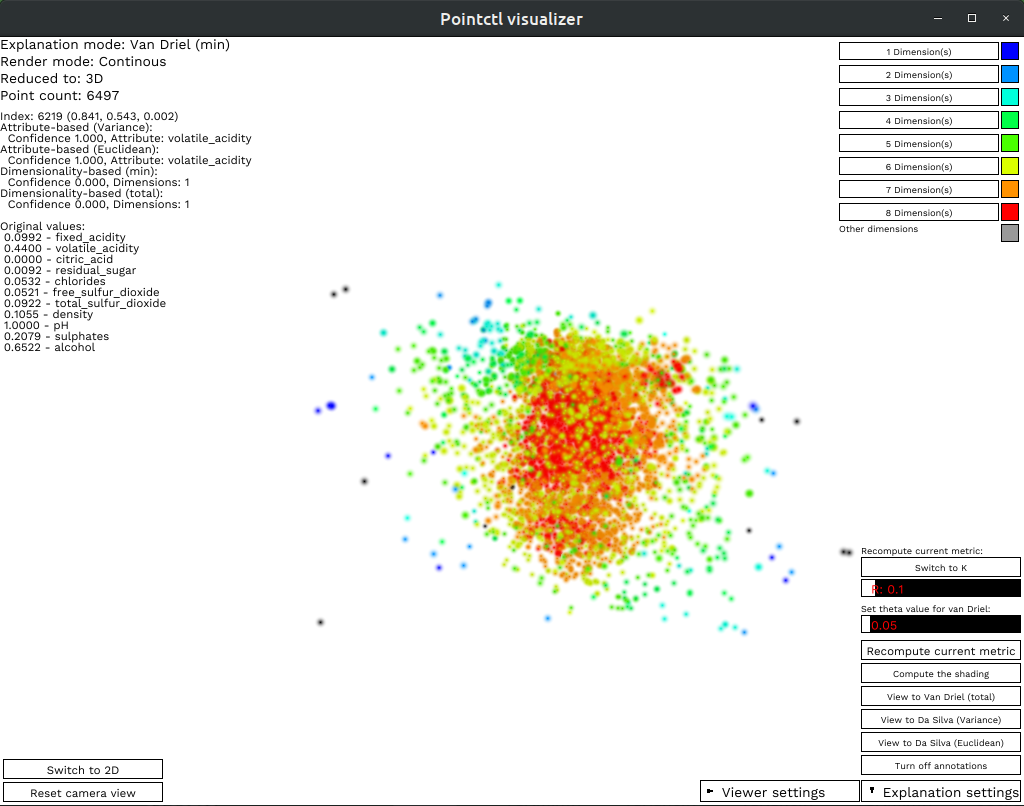 Pointctl visualizer
Explanation mode: Van Driel (min)
Render mode: Continous
Reduced to: 3D
Point count: 6497
Index: 6219 (0.841, 0.543, 0.002)
Attribute-based (Variance):
Confidence 1.000, Attribute: volatile_acidity
Attribute-based (Euclidean):
Confidence 1.000, Attribute: volatile_acidity
Dimensionality-based (min):
Confidence 0.000, Dimensions: 1
Dimensionality-based (total):
Confidence 0.000, Dimensions: 1
Original values:
0.0992 - fixed_acidity
0.4400 - volatile_acidity
0.0000 - citric_acid
0.0092 - residual_sugar
0.0532 - chlorides
0.0521 - free_sulfur_dioxide
0.0922 - total_sulfur_dioxide
0.1055 - density
1.0000 - pH
0.2079 - sulphates
0.6522 - alcohol
1 Dimension(s)
2 Dimension(s)
3 Dimension(s)
4 Dimension(s)
5 Dimension(s)
6 Dimension(s)
7 Dimension(s)
8 Dimension(s)
Other dimensions
Recompute current metric:
Switch to K
R: 0.1
Set theta value for van Driel:
0.05
Recompute current metric
Compute the shading
View to Van Driel (total)
View to Da Silva (Variance)
View to Da Silva (Euclidean)
Turn off annotations
Switch to 2D
Reset camera view
Viewer settings
Explanation settings